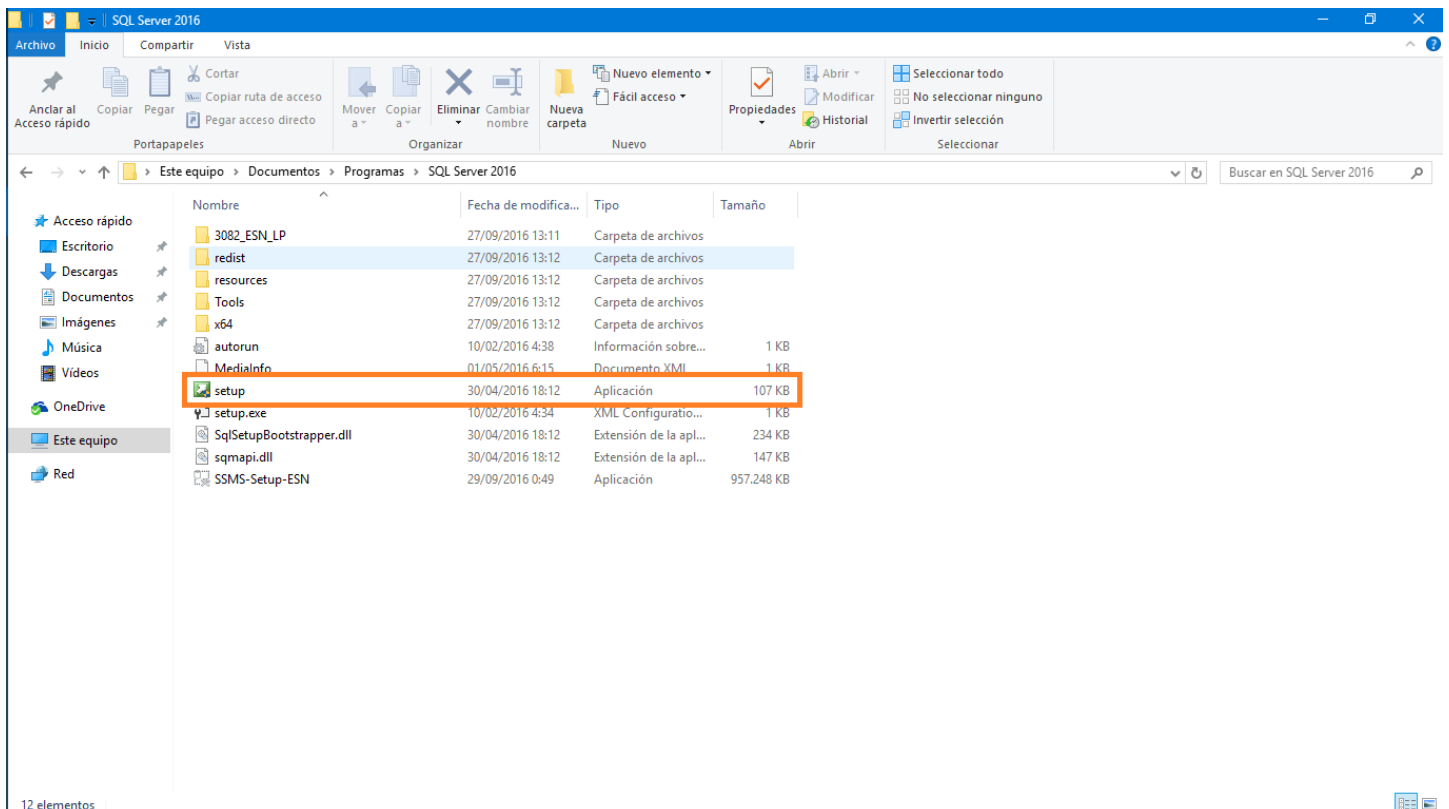 SQL Server 2016
Archivo Inicio Compartir Vista
Anclar al Acceso rápido
Copiar
Pegar
Cortar
Copiar ruta de acceso
Pegar acceso directo
Portapapeles
Mover a
Copiar a
Eliminar
Cambiar nombre
Organizar
Nueva carpeta
Nuevo elemento
Fácil acceso
Nuevo
Propiedades
Abrir
Modificar
Historial
Abrir
Seleccionar todo
No seleccionar ninguno
Invertir selección
Seleccionar
Este equipo > Documentos > Programas > SQL Server 2016
Buscar en SQL Server 2016
Acceso rápido
Escritorio
Descargas
Documentos
Imágenes
Música
Vídeos
OneDrive
Este equipo
Red
Nombre Fecha de modifica... Tipo Tamaño
3082_ESN_LP 27/09/2016 13:11 Carpeta de archivos
redist 27/09/2016 13:12 Carpeta de archivos
resources 27/09/2016 13:12 Carpeta de archivos
Tools 27/09/2016 13:12 Carpeta de archivos
x64 27/09/2016 13:12 Carpeta de archivos
autorun 10/02/2016 4:38 Información sobre... 1 KB
MediaInfo 01/05/2016 6:15 Documento XML 1 KB
setup 30/04/2016 18:12 Aplicación 107 KB
setup.exe 10/02/2016 4:34 XML Configuratio... 1 KB
SqlSetupBootstrapper.dll 30/04/2016 18:12 Extensión de la apl... 234 KB
sqmapi.dll 30/04/2016 18:12 Extensión de la apl... 147 KB
SSMS-Setup-ESN 29/09/2016 0:49 Aplicación 957.248 KB
12 elementos